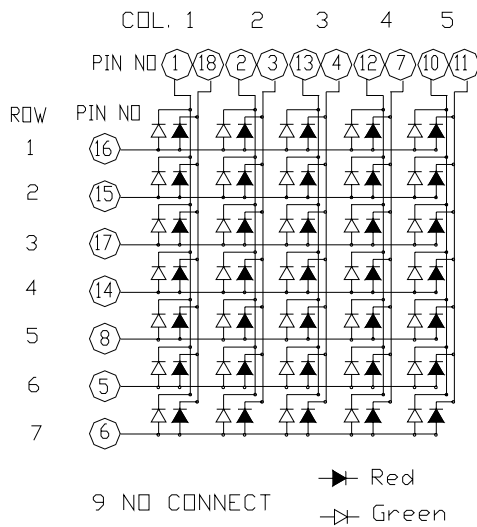 COL. 1 2 3 4 5
PIN NO 1 18 2 3 13 4 12 7 10 11
ROW PIN NO
1 16
2 15
3 17
4 14
5 8
6 5
7 6
Red
9 NO CONNECT
Green